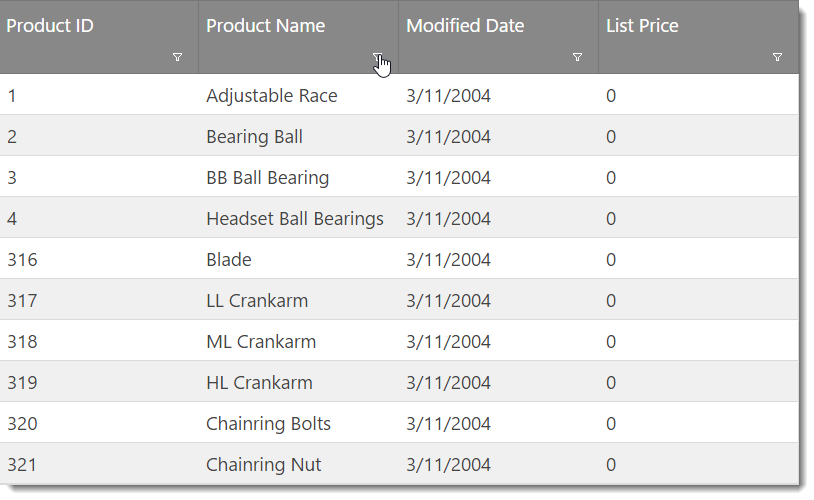 Product ID Product Name Modified Date List Price
1 Adjustable Race 3/11/2004 0
2 Bearing Ball 3/11/2004 0
3 BB Ball Bearing 3/11/2004 0
4 Headset Ball Bearings 3/11/2004 0
316 Blade 3/11/2004 0
317 LL Crankarm 3/11/2004 0
318 ML Crankarm 3/11/2004 0
319 HL Crankarm 3/11/2004 0
320 Chainring Bolts 3/11/2004 0
321 Chainring Nut 3/11/2004 0